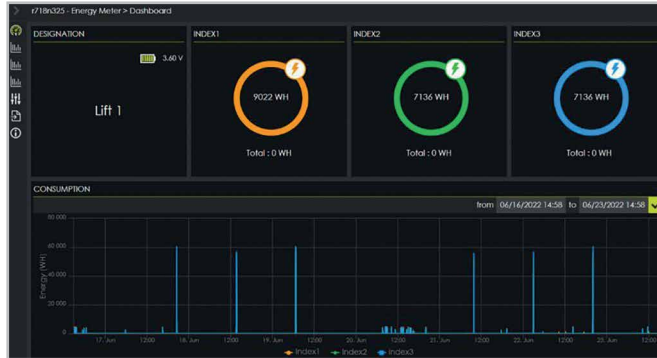 r718n325 - Energy Meter > Dashboard
DESIGNATION
3.60 V
Lift 1
INDEX1
9022 WH
Total : 0 WH
INDEX2
7136 WH
Total : 0 WH
INDEX3
7136 WH
Total : 0 WH
CONSUMPTION
from 06/16/2022 14:58 to 06/23/2022 14:58
Energy (WH)
80 000
60 000
40 000
20 000
0
17. Jun 12:00 18. Jun 12:00 19. Jun 12:00 20. Jun 12:00 21. Jun 12:00 22. Jun 12:00 23. Jun 12:00
Index1 Index2 Index3